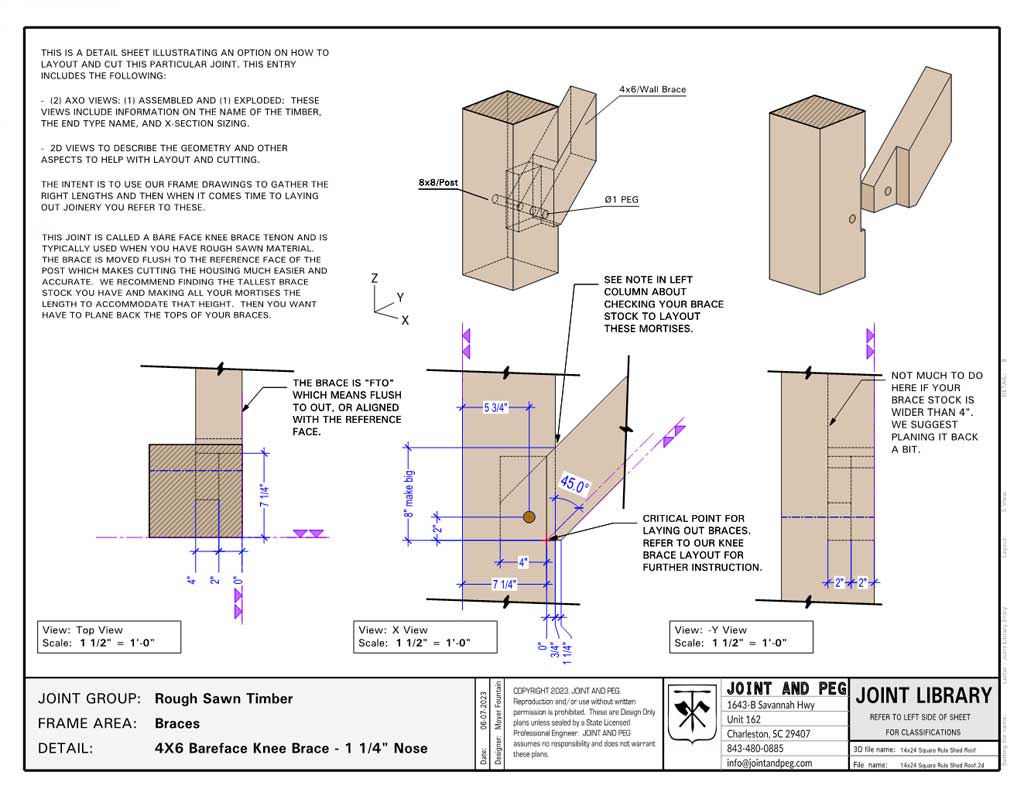 THIS IS A DETAIL SHEET ILLUSTRATING AN OPTION ON HOW TO
LAYOUT AND CUT THIS PARTICULAR JOINT. THIS ENTRY
INCLUDES THE FOLLOWING:
- (2) AXO VIEWS: (1) ASSEMBLED AND (1) EXPLODED: THESE
VIEWS INCLUDE INFORMATION ON THE NAME OF THE TIMBER,
THE END TYPE NAME, AND X-SECTION SIZING.
- 2D VIEWS TO DESCRIBE THE GEOMETRY AND OTHER
ASPECTS TO HELP WITH LAYOUT AND CUTTING.
THE INTENT IS TO USE OUR FRAME DRAWINGS TO GATHER THE
RIGHT LENGTHS AND THEN WHEN IT COMES TIME TO LAYING
OUT JOINERY YOU REFER TO THESE.
THIS JOINT IS CALLED A BARE FACE KNEE BRACE TENON AND IS
TYPICALLY USED WHEN YOU HAVE ROUGH SAWN MATERIAL.
THE BRACE IS MOVED FLUSH TO THE REFERENCE FACE OF THE
POST WHICH MAKES CUTTING THE HOUSING MUCH EASIER AND
ACCURATE. WE RECOMMEND FINDING THE TALLEST BRACE
STOCK YOU HAVE AND MAKING ALL YOUR MORTISES THE
LENGTH TO ACCOMMODATE THAT HEIGHT. THEN YOU WANT
HAVE TO PLANE BACK THE TOPS OF YOUR BRACES.
4x6/Wall Brace
8x8/Post
Ø1 PEG
Z
Y
X
SEE NOTE IN LEFT
COLUMN ABOUT
CHECKING YOUR BRACE
STOCK TO LAYOUT
THESE MORTISES.
THE BRACE IS "FTO"
WHICH MEANS FLUSH
TO OUT, OR ALIGNED
WITH THE REFERENCE
FACE.
7 1/4"
4"
2"
0"
5 3/4"
8" make big
2"
45.0°
4"
7 1/4"
0"
3/4"
1 1/4"
CRITICAL POINT FOR
LAYING OUT BRACES.
REFER TO OUR KNEE
BRACE LAYOUT FOR
FURTHER INSTRUCTION.
NOT MUCH TO DO
HERE IF YOUR
BRACE STOCK IS
WIDER THAN 4".
WE SUGGEST
PLANING IT BACK
A BIT.
2"
2"
View: Top View
Scale: 1 1/2" = 1'-0"
View: X View
Scale: 1 1/2" = 1'-0"
View: -Y View
Scale: 1 1/2" = 1'-0"
JOINT GROUP: Rough Sawn Timber
FRAME AREA: Braces
DETAIL: 4X6 Bareface Knee Brace - 1 1/4" Nose
Date: 06-07-2023
Designer: Moyer Fountain
COPYRIGHT 2023. JOINT AND PEG.
Reproduction and/or use without written
permission is prohibited. These are Design Only
plans unless sealed by a State Licensed
Professional Engineer. JOINT AND PEG
assumes no responsibility and does not warrant
these plans.
JOINT AND PEG
1643-B Savannah Hwy
Unit 162
Charleston, SC 29407
843-480-0885
info@jointandpeg.com
JOINT LIBRARY
REFER TO LEFT SIDE OF SHEET
FOR CLASSIFICATIONS
3D file name: 14x24 Square Rule Shed Roof
File name: 14x24 Square Rule Shed Roof.2d